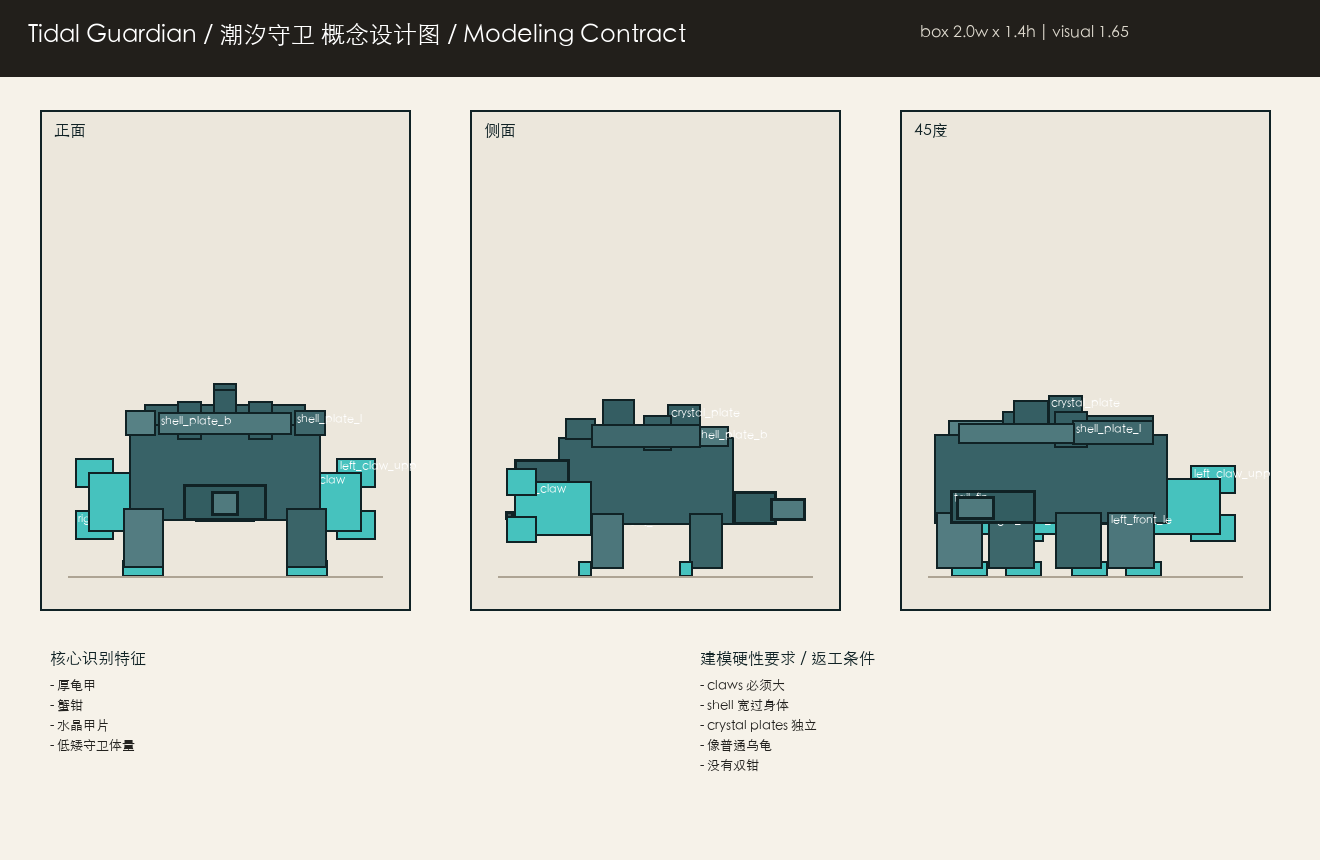 Tidal Guardian / 潮汐守卫 概念设计图 / Modeling Contract
box 2.0w x 1.4h | visual 1.65
正面
shell_plate_b
shell_plate_l
left_claw_upp
claw
侧面
crystal_plate
hell_plate_b
_claw
45度
crystal_plate
shell_plate_l
left_claw_upp
left_front_le
核心识别特征
- 厚龟甲
- 蟹钳
- 水晶甲片
- 低矮守卫体量
建模硬性要求 / 返工条件
- claws 必须大
- shell 宽过身体
- crystal plates 独立
- 像普通乌龟
- 没有双钳